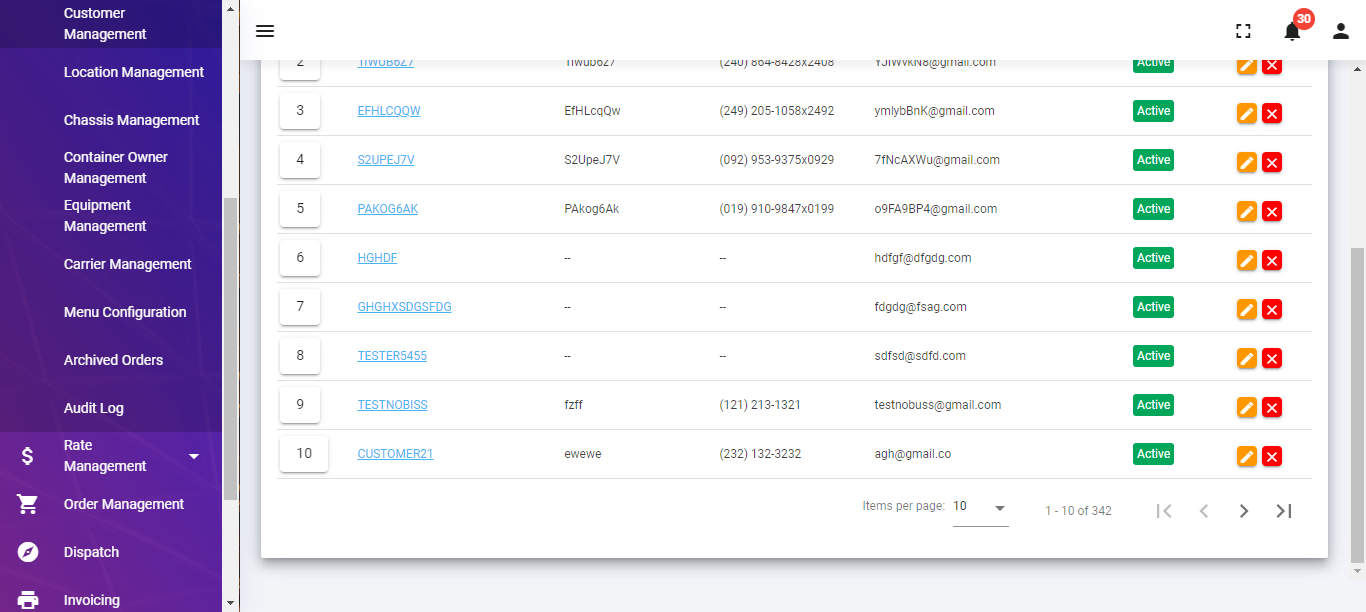 Customer
Management
Location Management
Chassis Management
Container Owner
Management
Equipment
Management
Carrier Management
Menu Configuration
Archived Orders
Audit Log
Rate
Management
Order Management
Dispatch
Invoicing
30
2 TIWUB6Z7 Tiwub6z7 (240) 864-8428x2408 YJIWvkN8@gmail.com Active
3 EFHLCQQW EfHLcqQw (249) 205-1058x2492 ymlybBnK@gmail.com Active
4 S2UPEJ7V S2UpeJ7V (092) 953-9375x0929 7fNcAXWu@gmail.com Active
5 PAKOG6AK PAkog6Ak (019) 910-9847x0199 o9FA9BP4@gmail.com Active
6 HGHDF -- -- hdfgf@dfgdg.com Active
7 GHGHXSDGSFDG -- -- fdgdg@fsag.com Active
8 TESTER5455 -- -- sdfsd@sdfd.com Active
9 TESTNOBISS fzff (121) 213-1321 testnobuss@gmail.com Active
10 CUSTOMER21 ewewe (232) 132-3232 agh@gmail.co Active
Items per page: 10 1 - 10 of 342